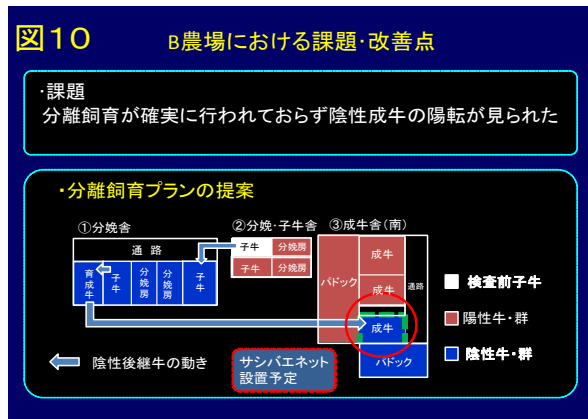 図10 B農場における課題・改善点
・課題
分離飼育が確実に行われておらず陰性成牛の陽転が見られた
・分離飼育プランの提案
①分娩舎 ②分娩・子牛舎 ③成牛舎(南)
通路
育成牛
子牛
分娩房
分娩房
子牛
子牛 分娩房
子牛 分娩房
パドック
成牛
成牛
通路
成牛
パドック
検査前子牛
陽性牛・群
陰性牛・群
陰性後継牛の動き
サシバエネット
設置予定